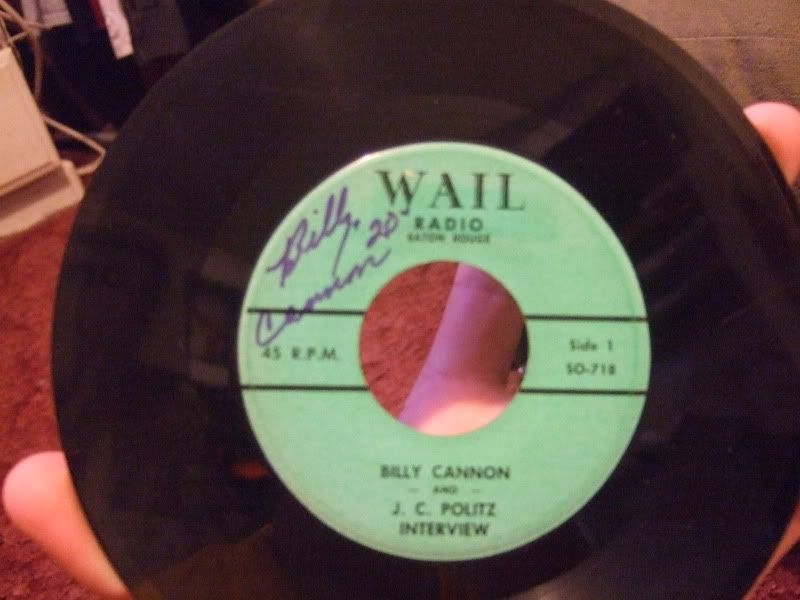 WAIL
RADIO
BATON ROUGE
Billy
20
Cannon
45 R.P.M.
Side 1
SO-718
BILLY CANNON
— AND —
J. C. POLITZ
INTERVIEW